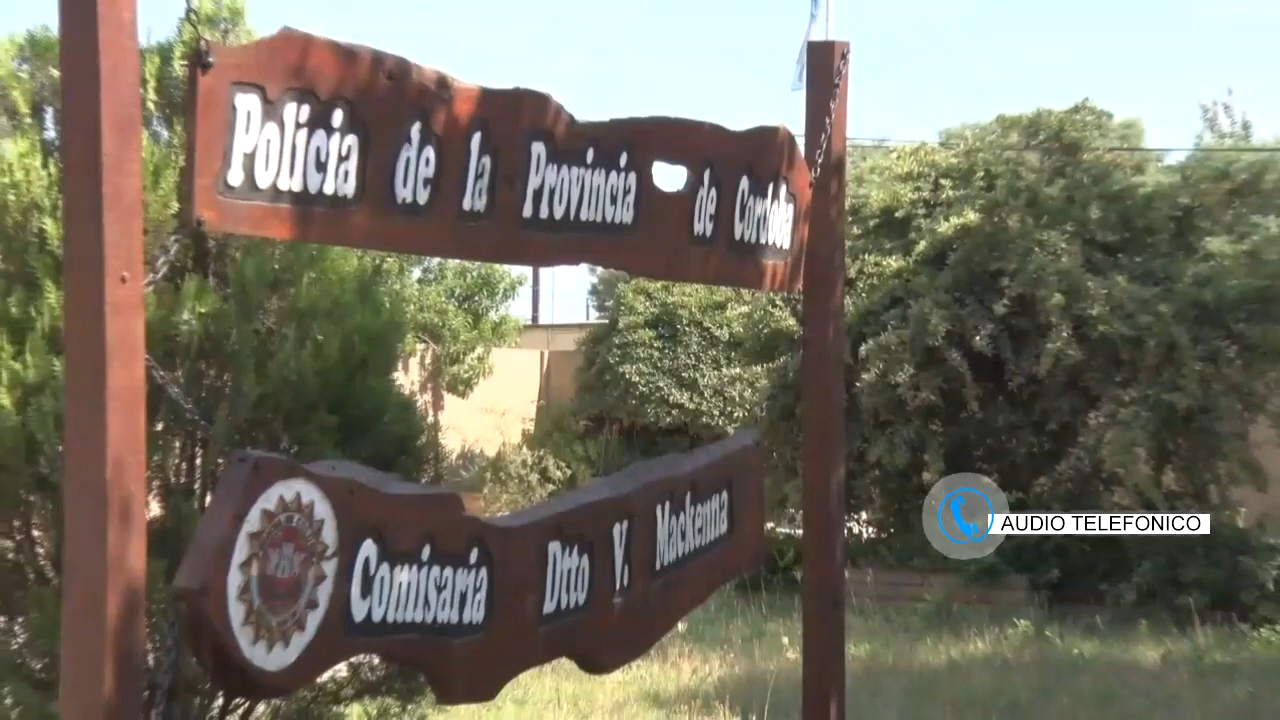 Policia de la Provincia de Cordoba
Comisaria Dtto V. Mackenna
AUDIO TELEFONICO